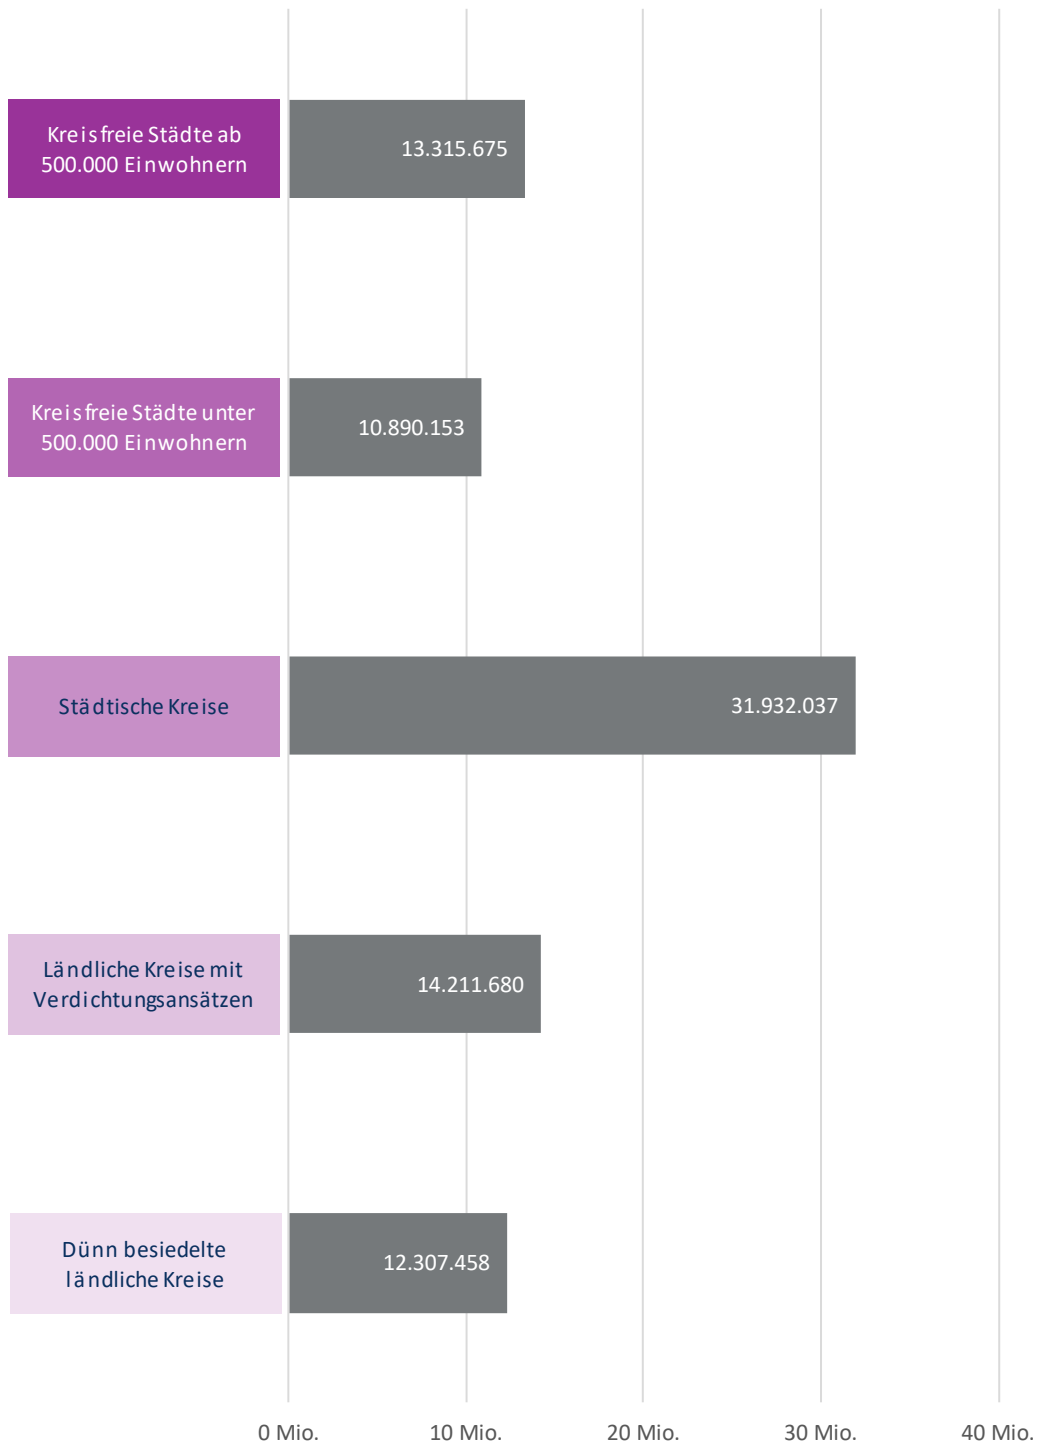 Kreisfreie Städte ab
500.000 Einwohnern
13.315.675
Kreisfreie Städte unter
500.000 Einwohnern
10.890.153
Städtische Kreise
31.932.037
Ländliche Kreise mit
Verdichtungsansätzen
14.211.680
Dünn besiedelte
ländliche Kreise
12.307.458
0 Mio. 10 Mio. 20 Mio. 30 Mio. 40 Mio.